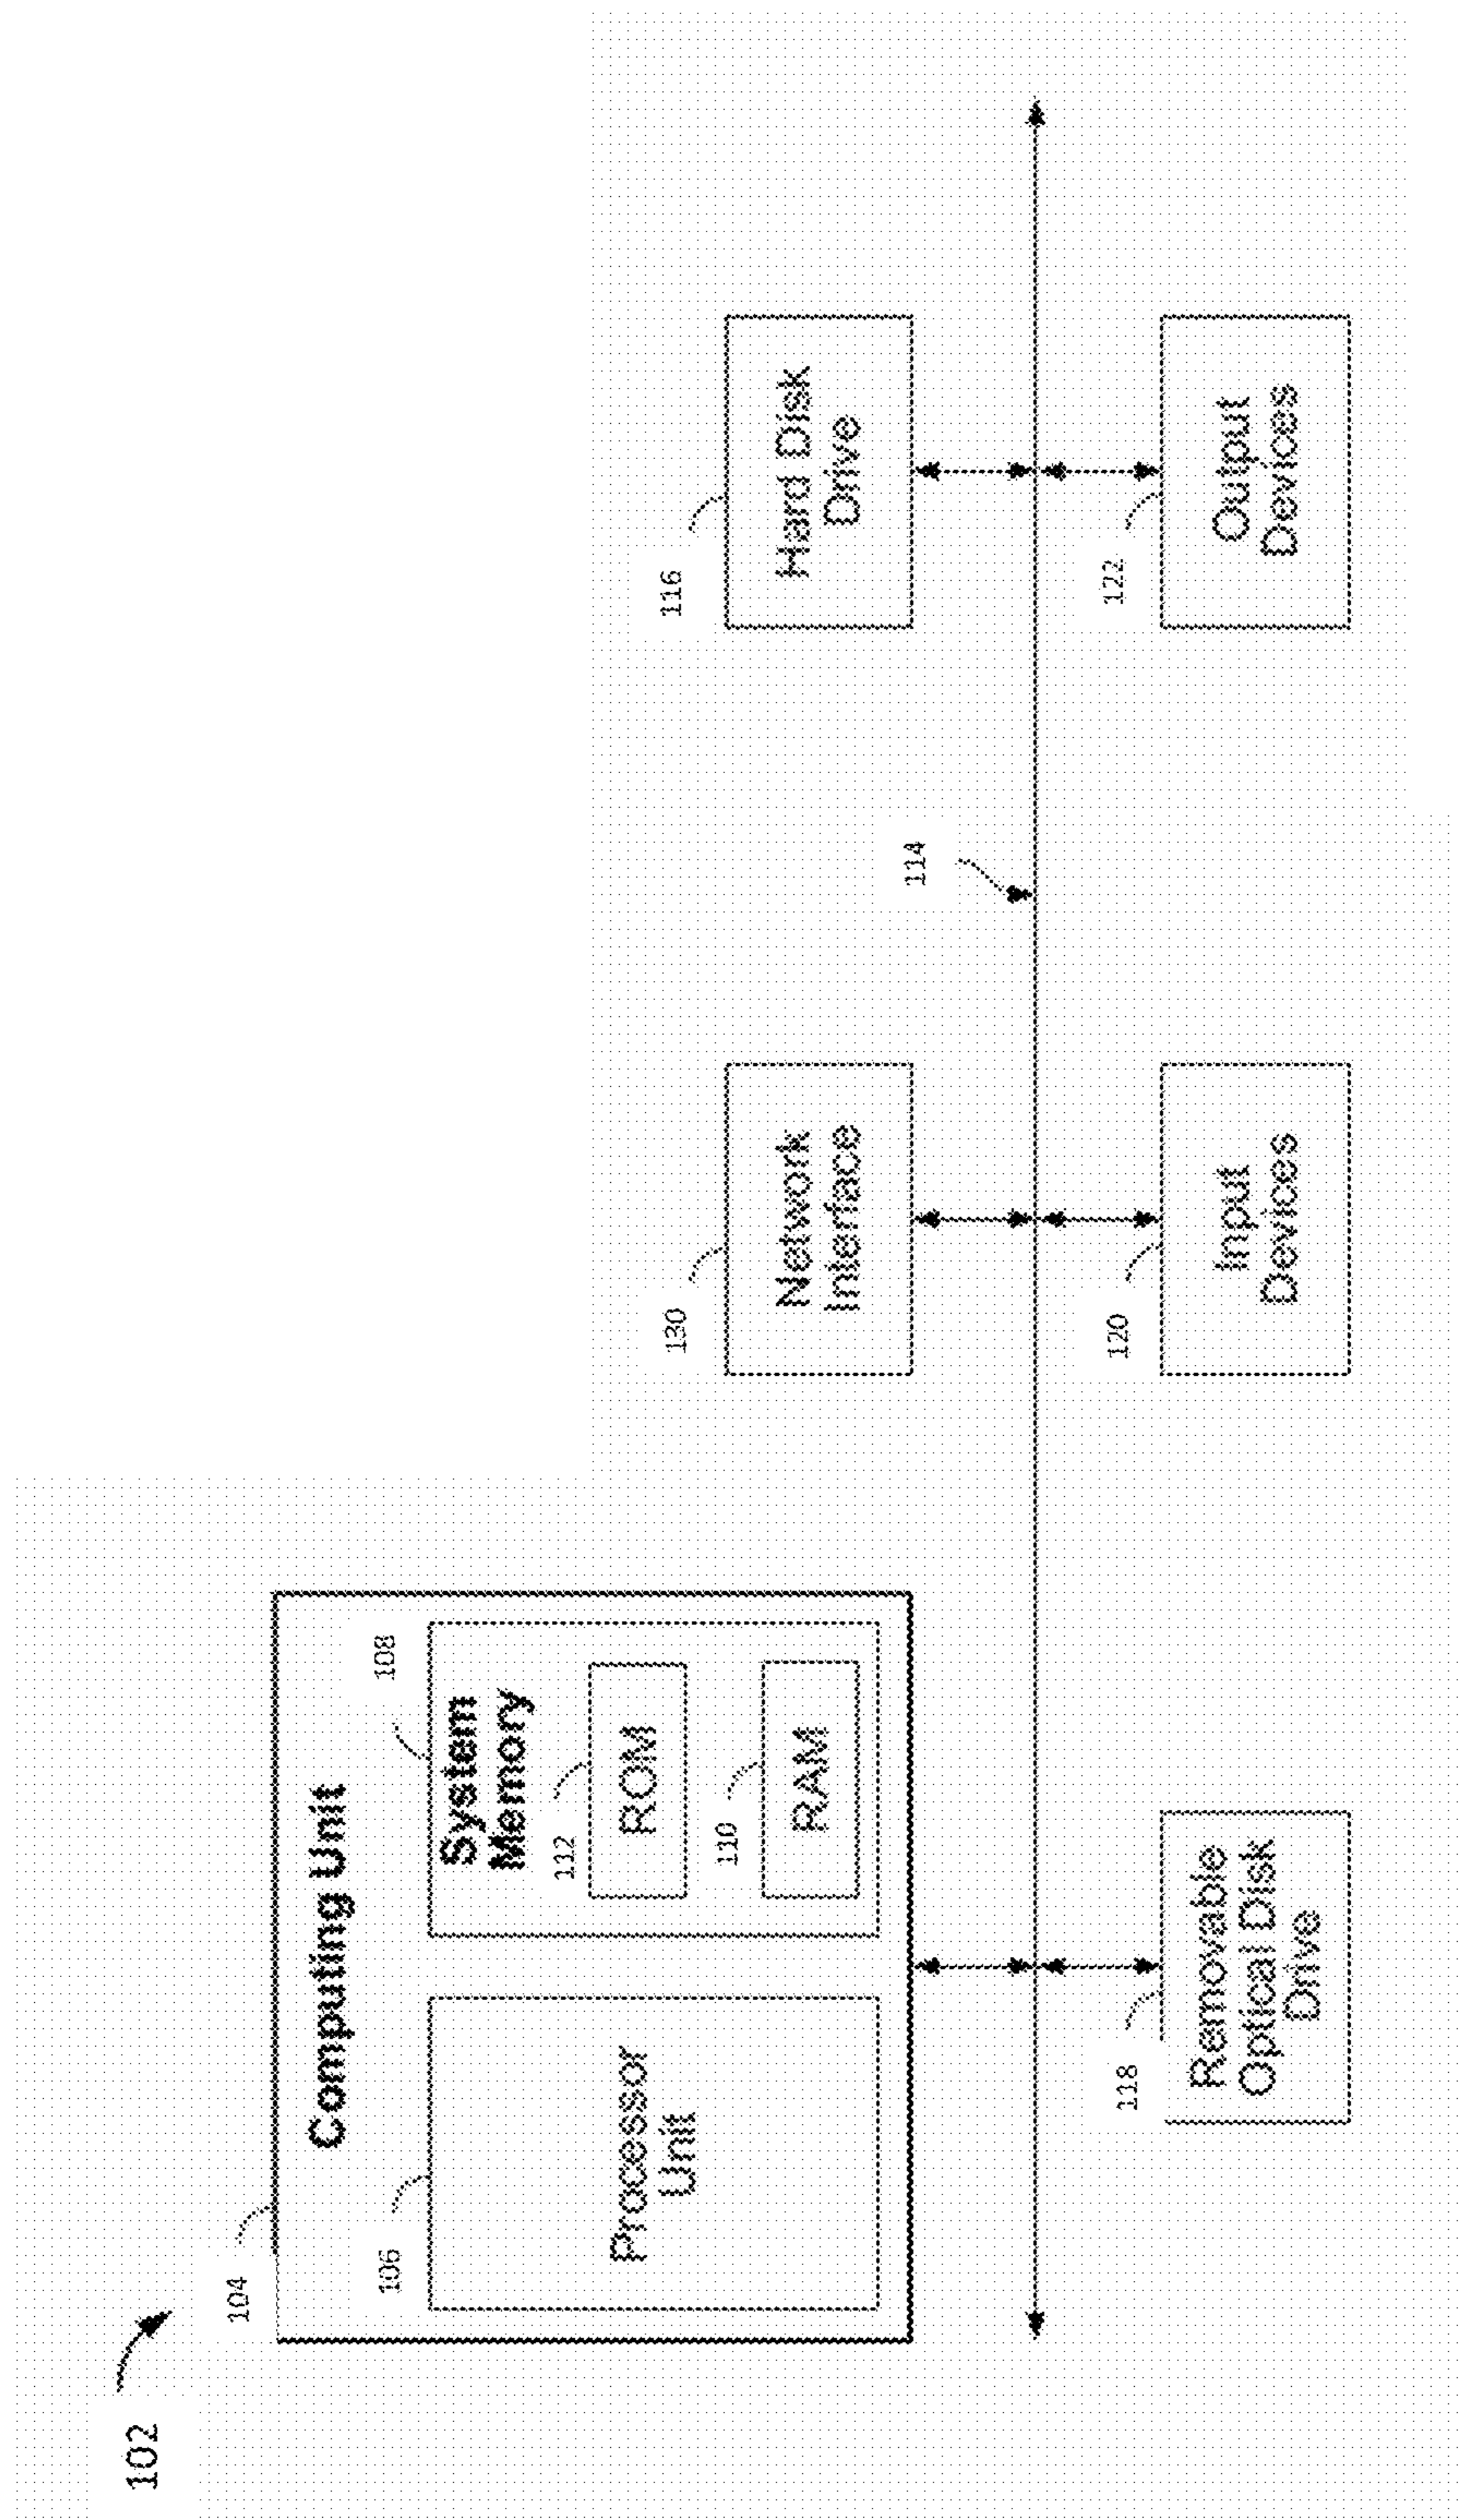 102
104
Computing Unit
106
Processor
Unit
108
System
Memory
112
ROM
110
RAM
130
Network
Interface
116
Hard Disk
Drive
114
118
Removable
Optical Disk
Drive
120
Input
Devices
122
Output
Devices